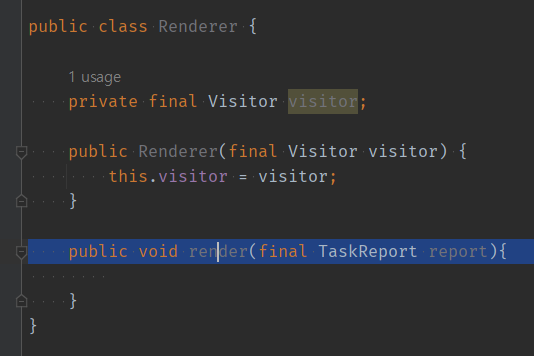 public class Renderer {
1 usage
private final Visitor visitor;
public Renderer(final Visitor visitor) {
this.visitor = visitor;
}
public void render(final TaskReport report){
}
}